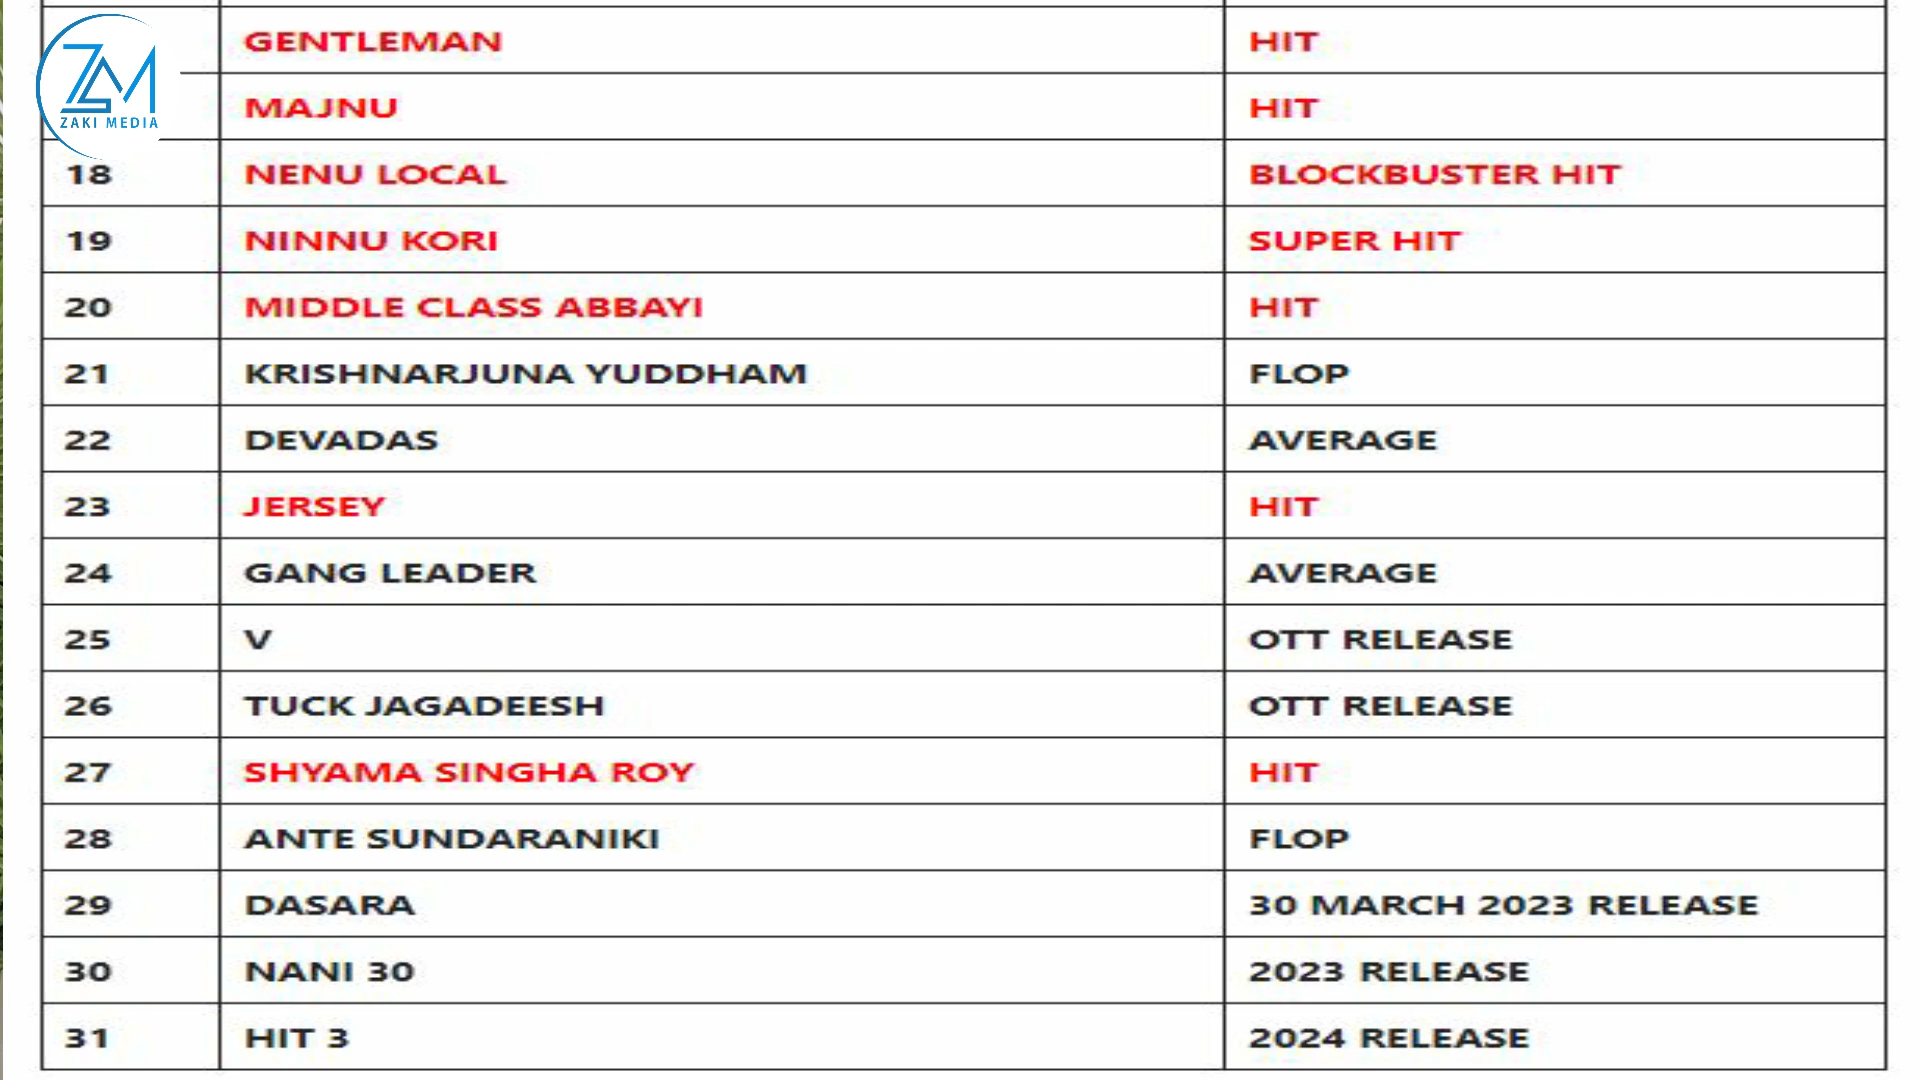 ZM
ZAKI MEDIA
GENTLEMAN HIT
MAJNU HIT
18 NENU LOCAL BLOCKBUSTER HIT
19 NINNU KORI SUPER HIT
20 MIDDLE CLASS ABBAYI HIT
21 KRISHNARJUNA YUDDHAM FLOP
22 DEVADAS AVERAGE
23 JERSEY HIT
24 GANG LEADER AVERAGE
25 V OTT RELEASE
26 TUCK JAGADEESH OTT RELEASE
27 SHYAMA SINGHA ROY HIT
28 ANTE SUNDARANIKI FLOP
29 DASARA 30 MARCH 2023 RELEASE
30 NANI 30 2023 RELEASE
31 HIT 3 2024 RELEASE